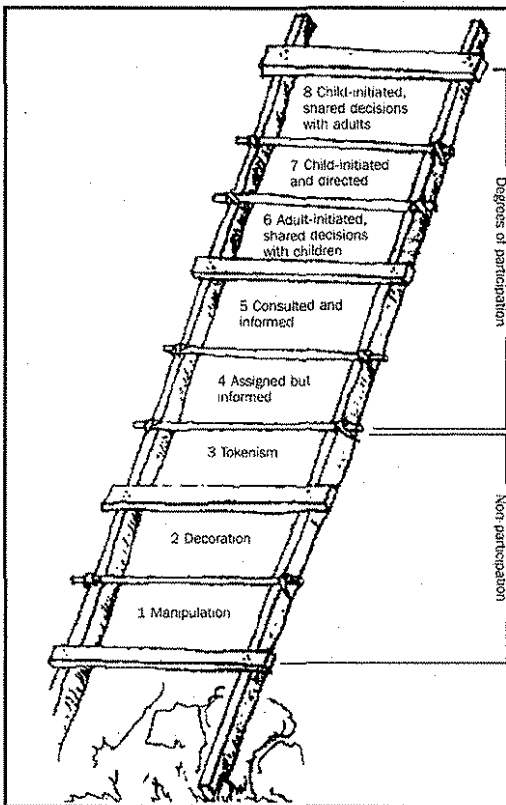 8 Child-initiated,
shared decisions
with adults
7 Child-initiated
and directed
6 Adult-initiated,
shared decisions
with children
5 Consulted and
informed
4 Assigned but
informed
3 Tokenism
2 Decoration
1 Manipulation
Degrees of participation
Non-participation